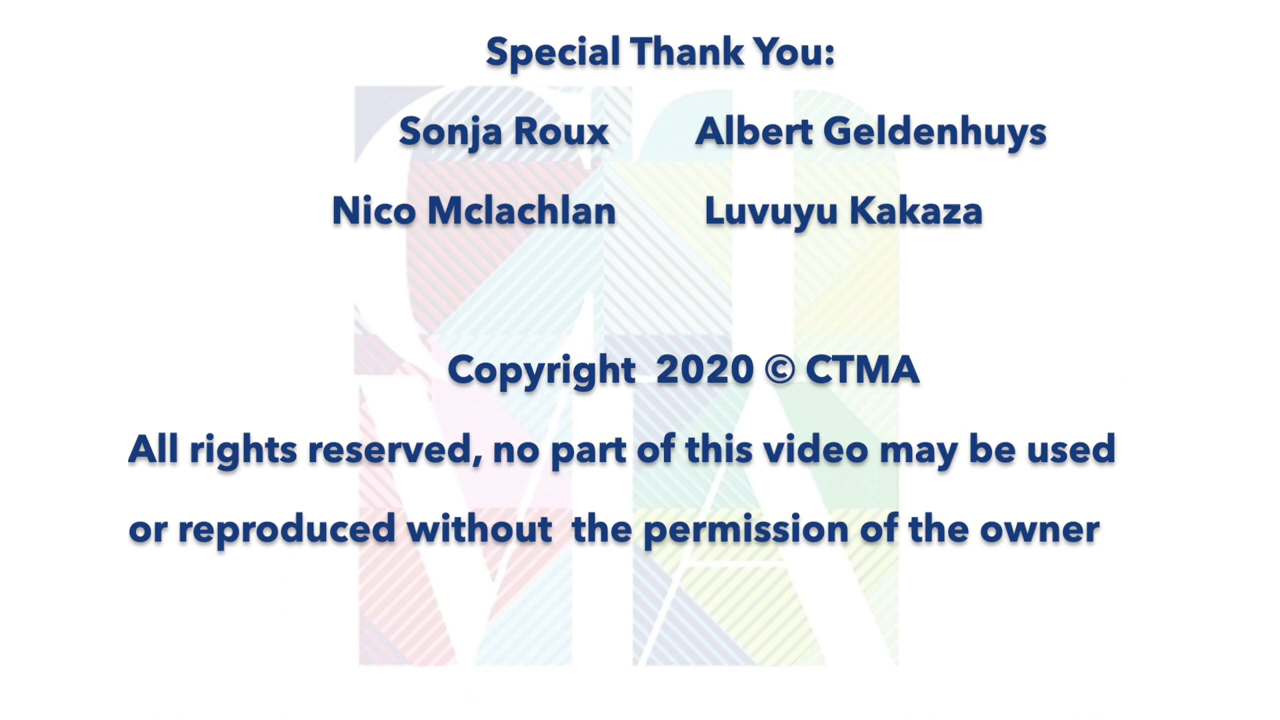 Special Thank You:
Sonja Roux Albert Geldenhuys
Nico Mclachlan Luvuyu Kakaza
Copyright 2020 © CTMA
All rights reserved, no part of this video may be used
or reproduced without the permission of the owner